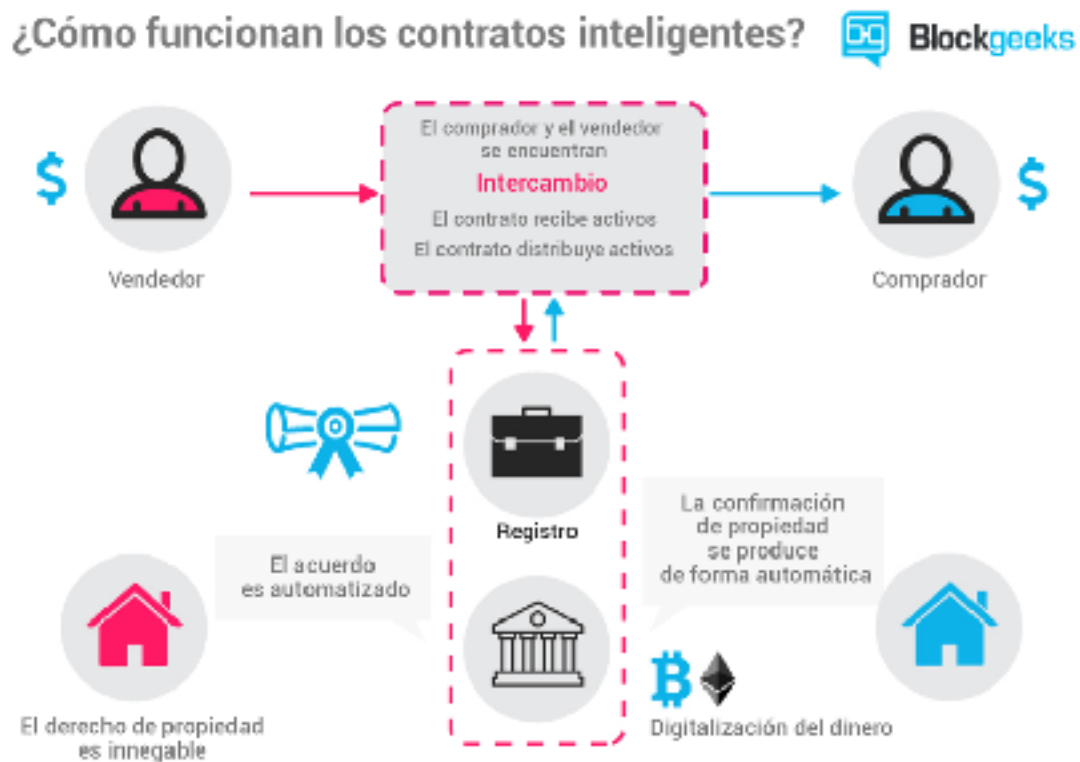 ¿Cómo funcionan los contratos inteligentes?
Blockgeeks
El comprador y el vendedor
se encuentran
Intercambio
El contrato recibe activos
El contrato distribuye activos
$
Vendedor
$
Comprador
Registro
El acuerdo
es automatizado
La confirmación
de propiedad
se produce
de forma automática
El derecho de propiedad
es innegable
Digitalización del dinero